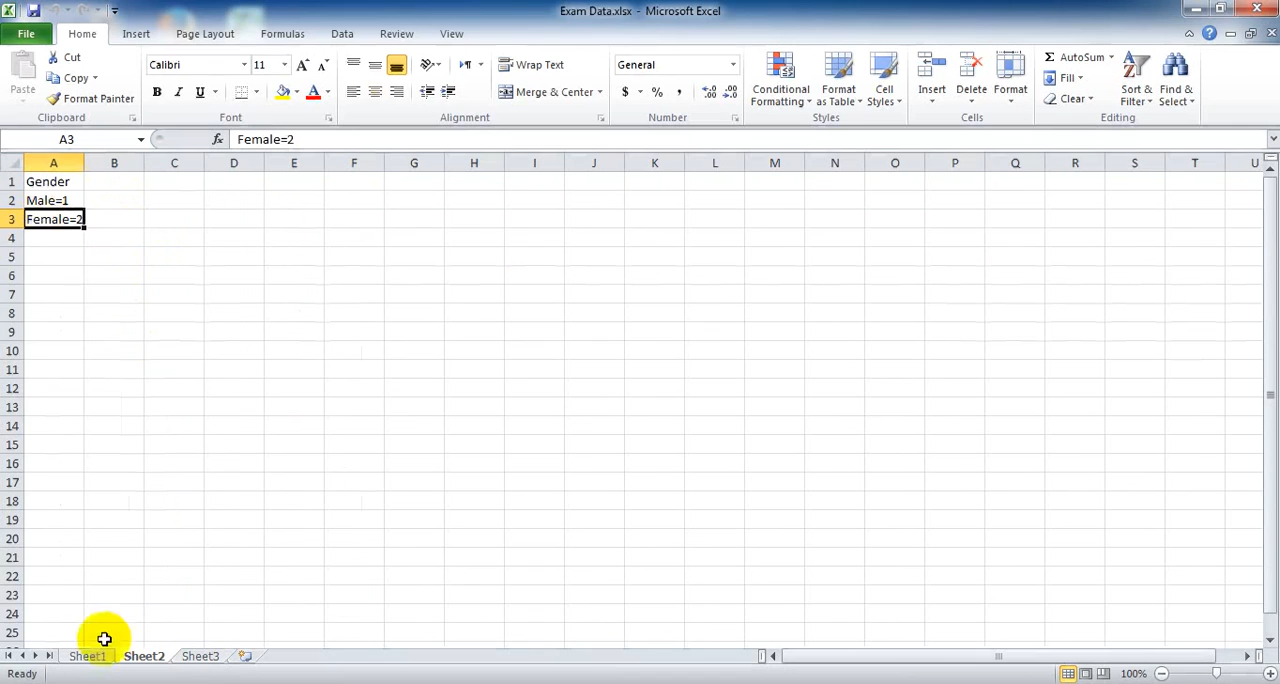 Exam Data.xlsx - Microsoft Excel
File Home Insert Page Layout Formulas Data Review View
Cut
Copy
Format Painter
Paste
Clipboard
Calibri 11
A A
B I U A
Font
Wrap Text
Merge & Center
Alignment
General
$ % , .00 .0
Number
Conditional Formatting
Format as Table
Cell Styles
Styles
Insert Delete Format
Cells
Σ AutoSum
Fill
Clear
Sort & Filter
Find & Select
Editing
A3 fx Female=2
A B C D E F G H I J K L M N O P Q R S T U
1 Gender
2 Male=1
3 Female=2
4
5
6
7
8
9
10
11
12
13
14
15
16
17
18
19
20
21
22
23
24
25
Sheet1 Sheet2 Sheet3
Ready 100%